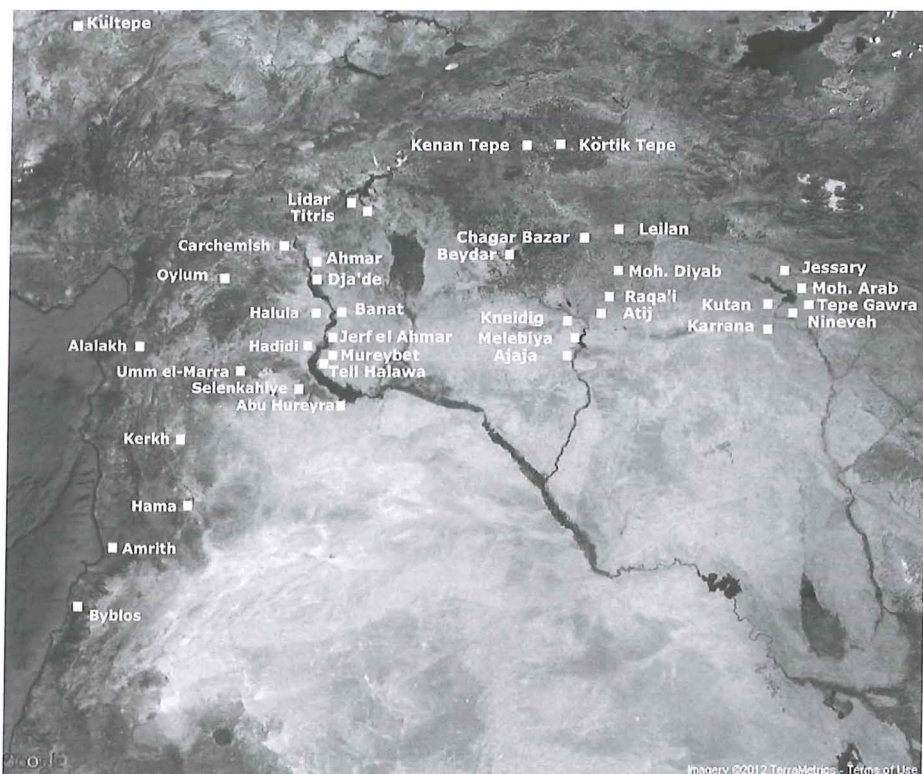 Kültepe
Kenan Tepe
Körtik Tepe
Lidar
Titris
Carchemish
Leilan
Chagar Bazar
Beydar
Ahmar
Oylum
Dja'de
Moh. Diyab
Jessary
Moh. Arab
Raqa'i
Halula
Banat
Kutan
Tepe Gawra
Atij
Nineveh
Kneidig
Karrana
Jerf el Ahmar
Melebiya
Alalakh
Hadidi
Mureybet
Ajaja
Umm el-Marra
Tell Halawa
Selenkahiye
Abu Hureyra
Kerkh
Hama
Amrith
Byblos
Google
Imagery ©2012 TerraMetrics - Terms of Use